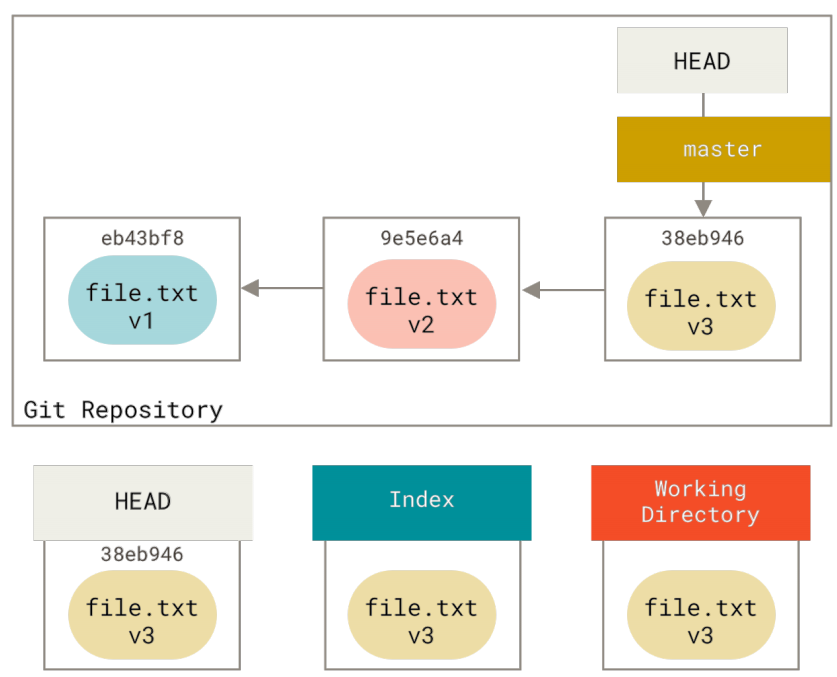 HEAD
master
eb43bf8
file.txt
v1
9e5e6a4
file.txt
v2
38eb946
file.txt
v3
Git Repository
HEAD
38eb946
file.txt
v3
Index
file.txt
v3
Working
Directory
file.txt
v3